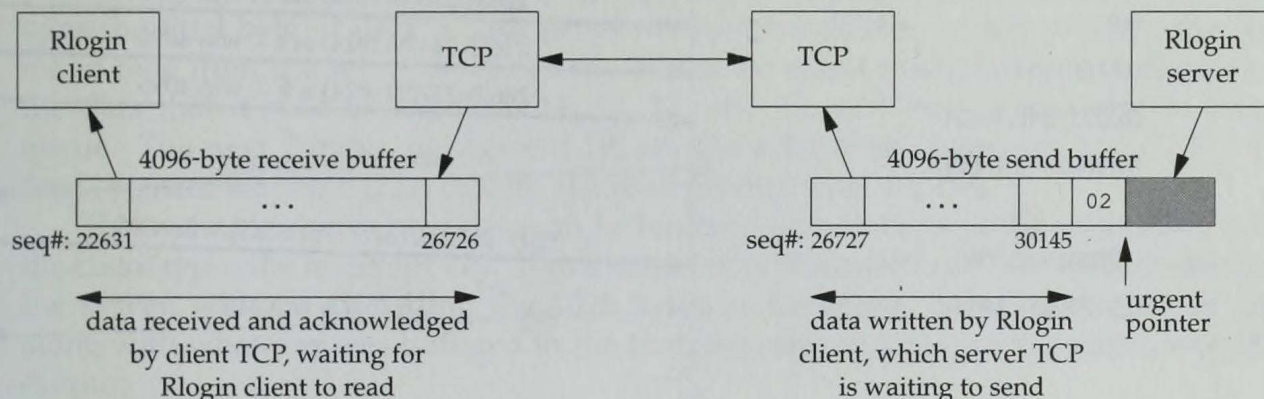 Rlogin
client
TCP
TCP
Rlogin
server
4096-byte receive buffer
4096-byte send buffer
...
...
02
seq#: 22631 26726
seq#: 26727 30145
data received and acknowledged
by client TCP, waiting for
Rlogin client to read
data written by Rlogin
client, which server TCP
is waiting to send
urgent
pointer